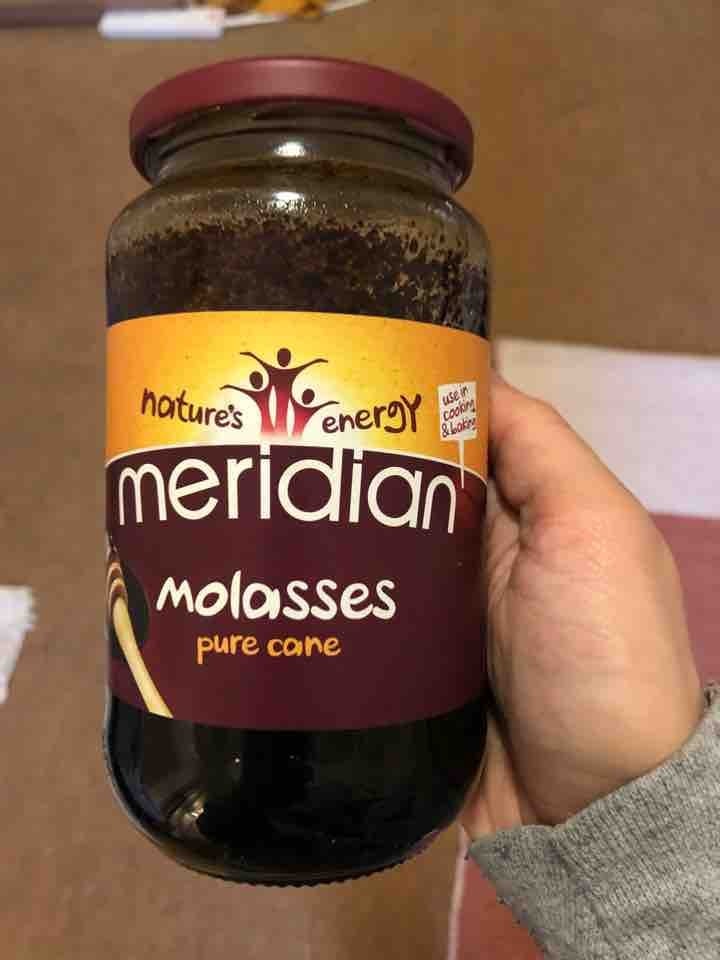 nature's energy
use in
cooking
& baking
meridian
molasses
pure cane